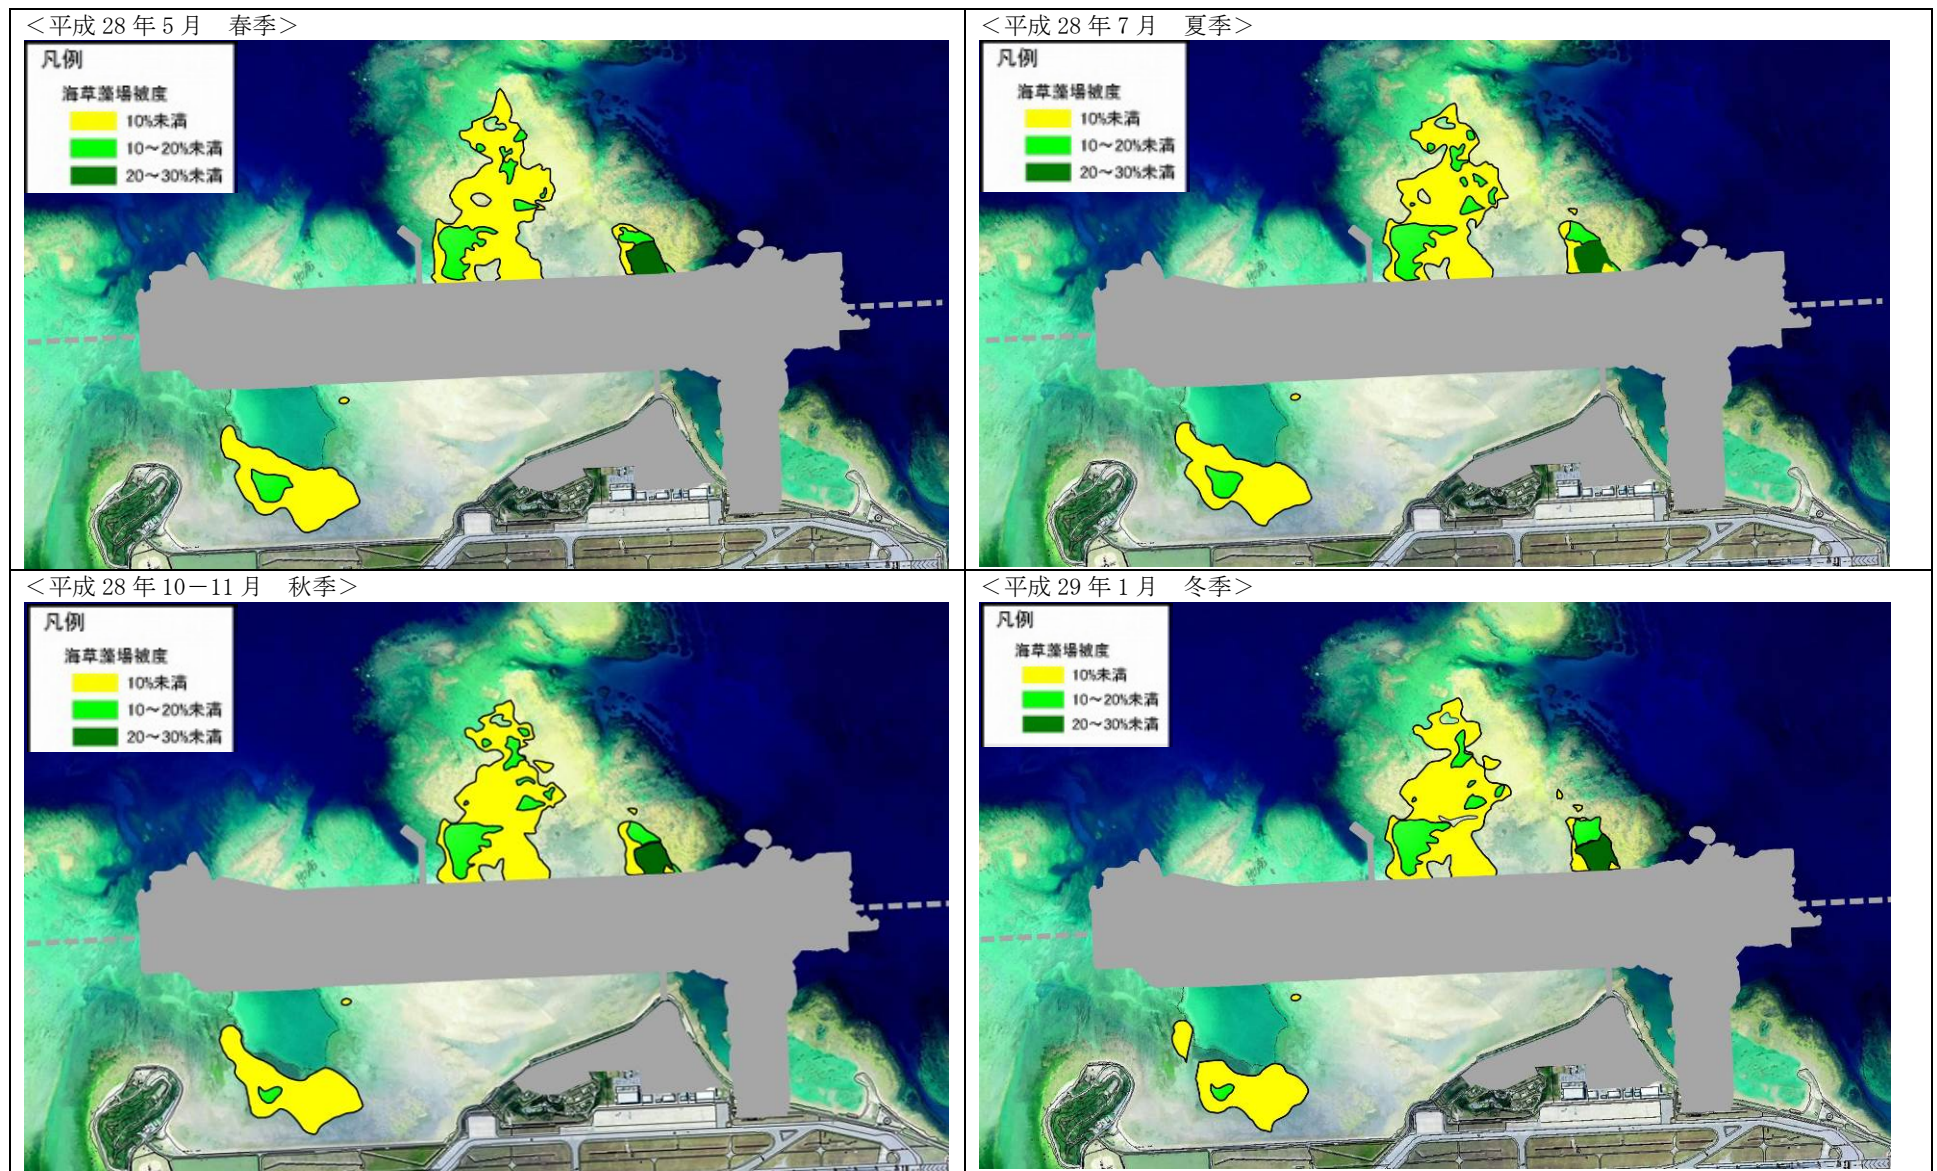 ＜平成 28 年 5 月　春季＞
凡例
海草藻場被度
10%未満
10～20%未満
20～30%未満
＜平成 28 年 7 月　夏季＞
凡例
海草藻場被度
10%未満
10～20%未満
20～30%未満
＜平成 28 年 10－11 月　秋季＞
凡例
海草藻場被度
10%未満
10～20%未満
20～30%未満
＜平成 29 年 1 月　冬季＞
凡例
海草藻場被度
10%未満
10～20%未満
20～30%未満